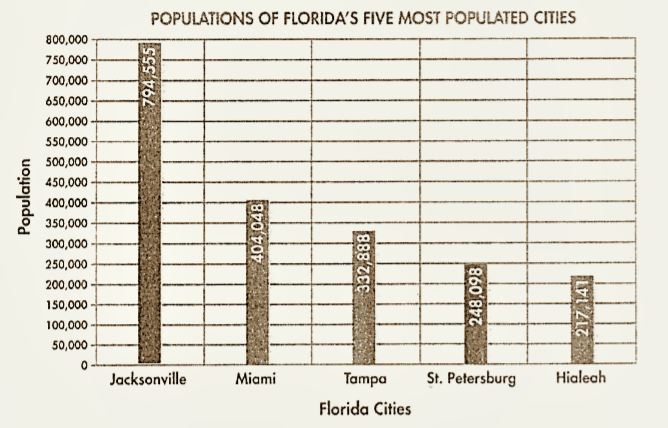 POPULATIONS OF FLORIDA'S FIVE MOST POPULATED CITIES
Population
800,000
750,000
700,000
650,000
600,000
550,000
500,000
450,000
400,000
350,000
300,000
250,000
200,000
150,000
100,000
50,000
0
794,555
404,048
332,888
248,098
217,141
Jacksonville
Miami
Tampa
St. Petersburg
Hialeah
Florida Cities